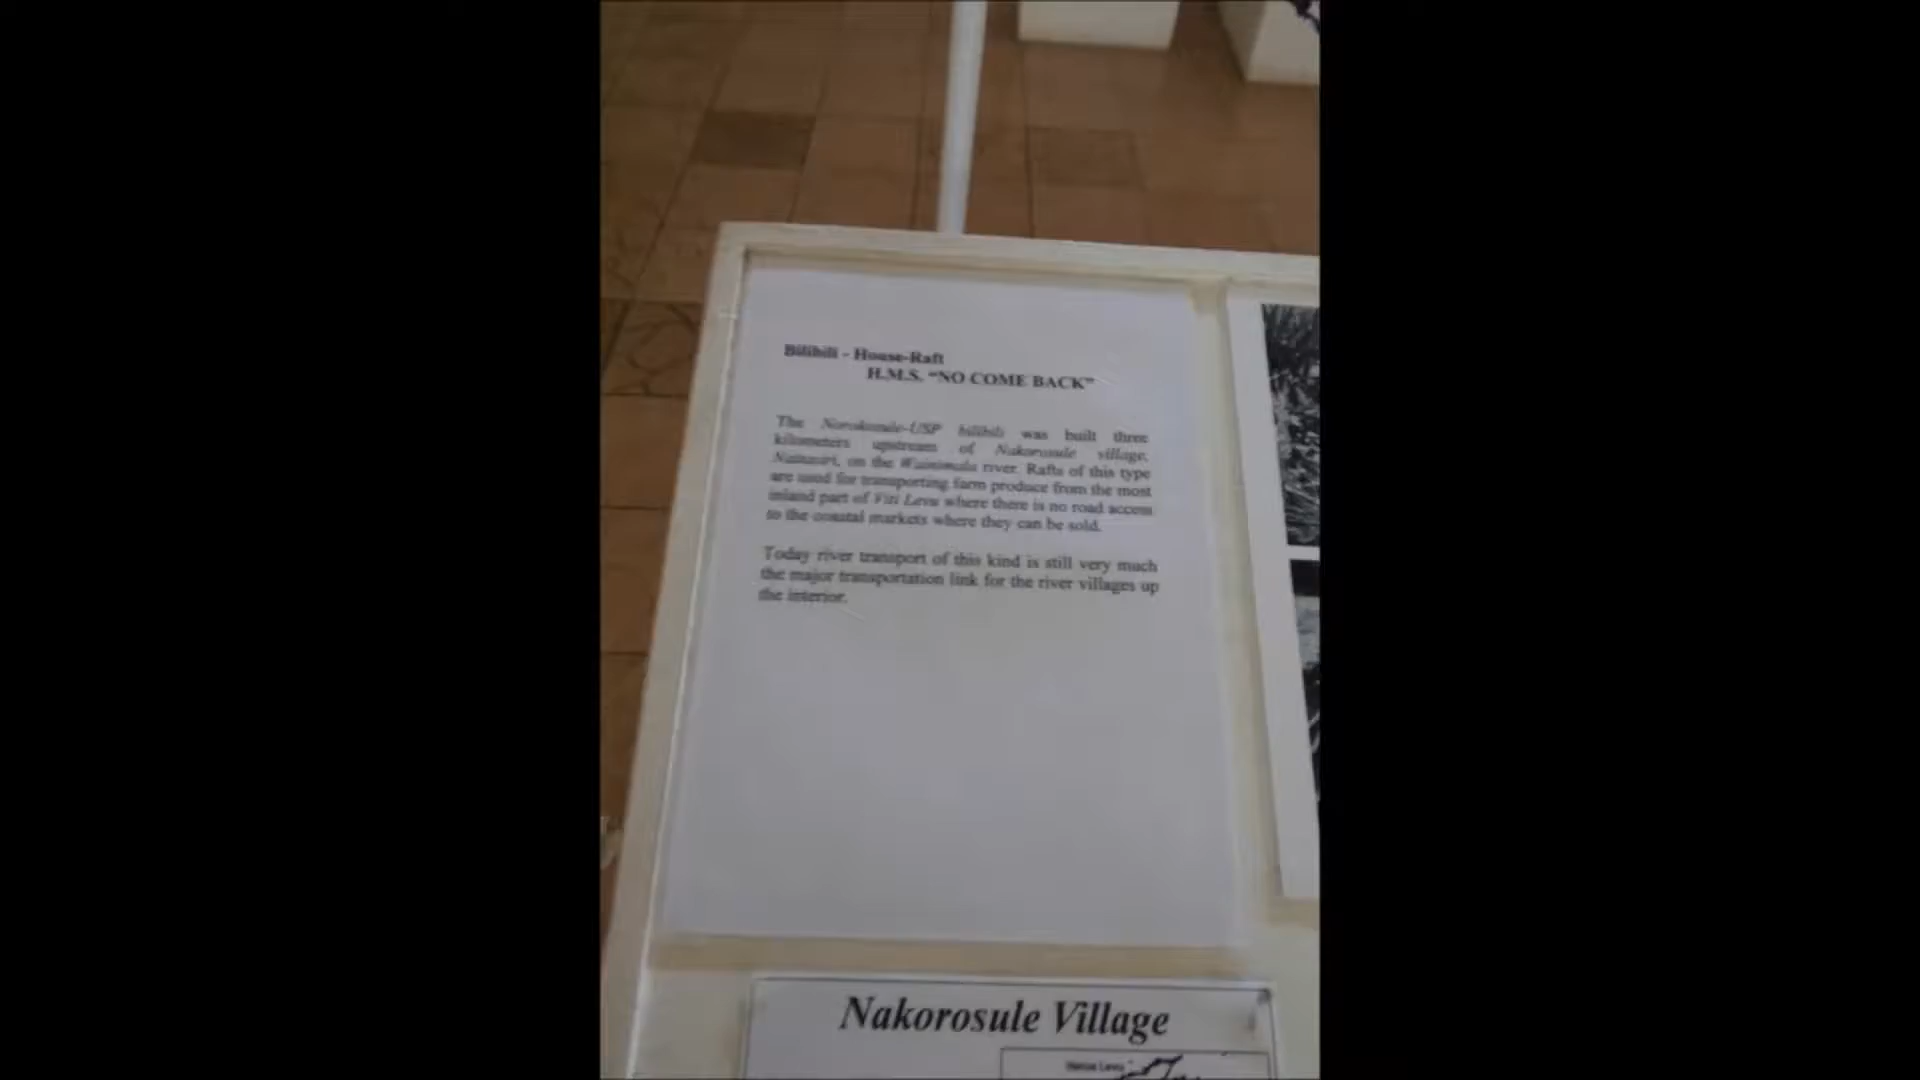 Bilibili - House-Raft
H.M.S. “NO COME BACK”
The Norokosule-USP bilibili was built three
kilometers upstream of Nakorosule village,
Naitasiri, on the Wainimala river. Rafts of this type
are used for transporting farm produce from the most
inland part of Viti Levu where there is no road access
to the coastal markets where they can be sold.
Today river transport of this kind is still very much
the major transportation link for the river villages up
the interior.
Nakorosule Village
Levu